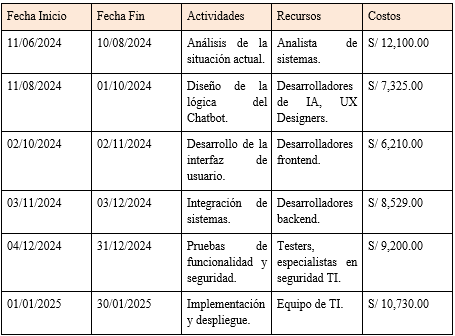 Fecha Inicio Fecha Fin Actividades Recursos Costos
11/06/2024 10/08/2024 Análisis de la Analista de S/ 12,100.00
situación actual. sistemas.
11/08/2024 01/10/2024 Diseño de la Desarrolladores S/ 7,325.00
lógica del de IA, UX
Chatbot. Designers.
02/10/2024 02/11/2024 Desarrollo de la Desarrolladores S/ 6,210.00
interfaz de frontend.
usuario.
03/11/2024 03/12/2024 Integración de Desarrolladores S/ 8,529.00
sistemas. backend.
04/12/2024 31/12/2024 Pruebas de Testers, S/ 9,200.00
funcionalidad y especialistas en
seguridad. seguridad TI.
01/01/2025 30/01/2025 Implementación Equipo de TI. S/ 10,730.00
y despliegue.